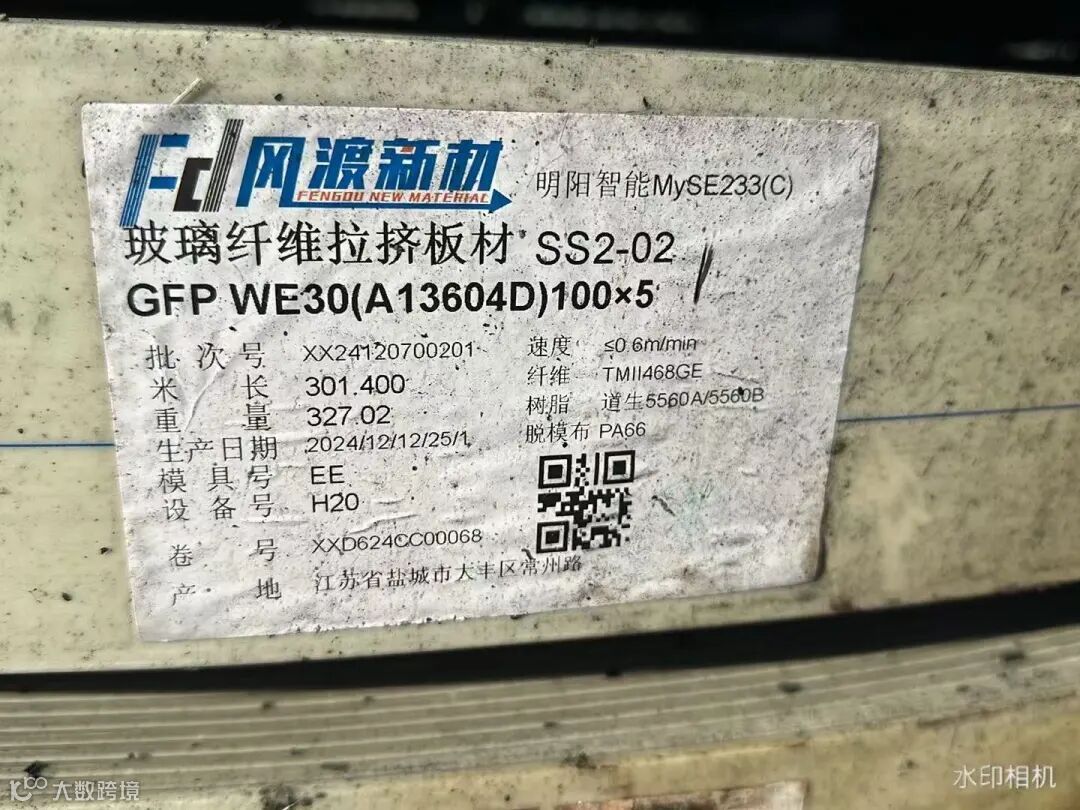 Fd 风渡新材
FENGDU NEW MATERIAL
明阳智能MySE233(C)
玻璃纤维拉挤板材 SS2-02
GFP WE30(A13604D)100×5
批次号 XX24120700201
米长 301.400
重量 327.02
生产日期 2024/12/12/25/1
模具号 EE
设备号 H20
卷号 XXD624CC00068
产地 江苏省盐城市大丰区常州路
速度 ≤0.6m/min
纤维 TMII468GE
树脂 道生5560A/5560B
脱模布 PA66
大数跨境
水印相机